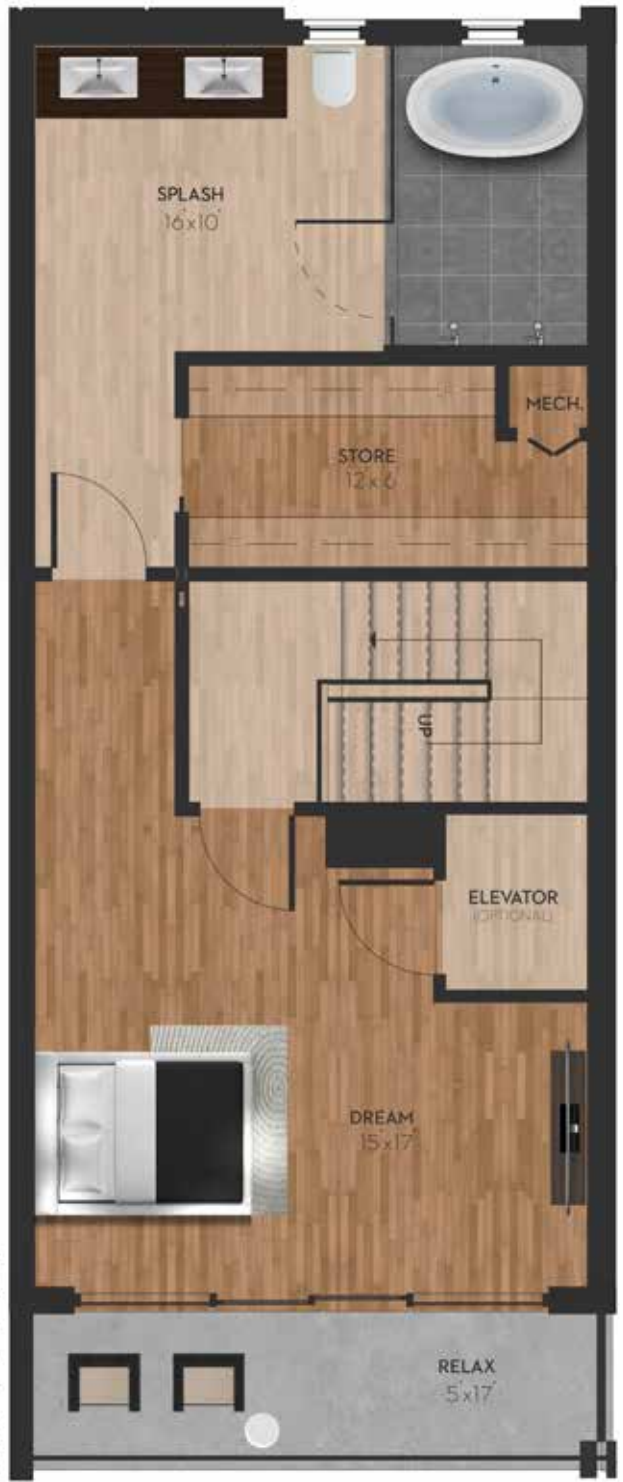 SPLASH
16x10'
STORE
12x6
MECH.
UP
ELEVATOR
(OPTIONAL)
DREAM
15x17'
RELAX
5x17'